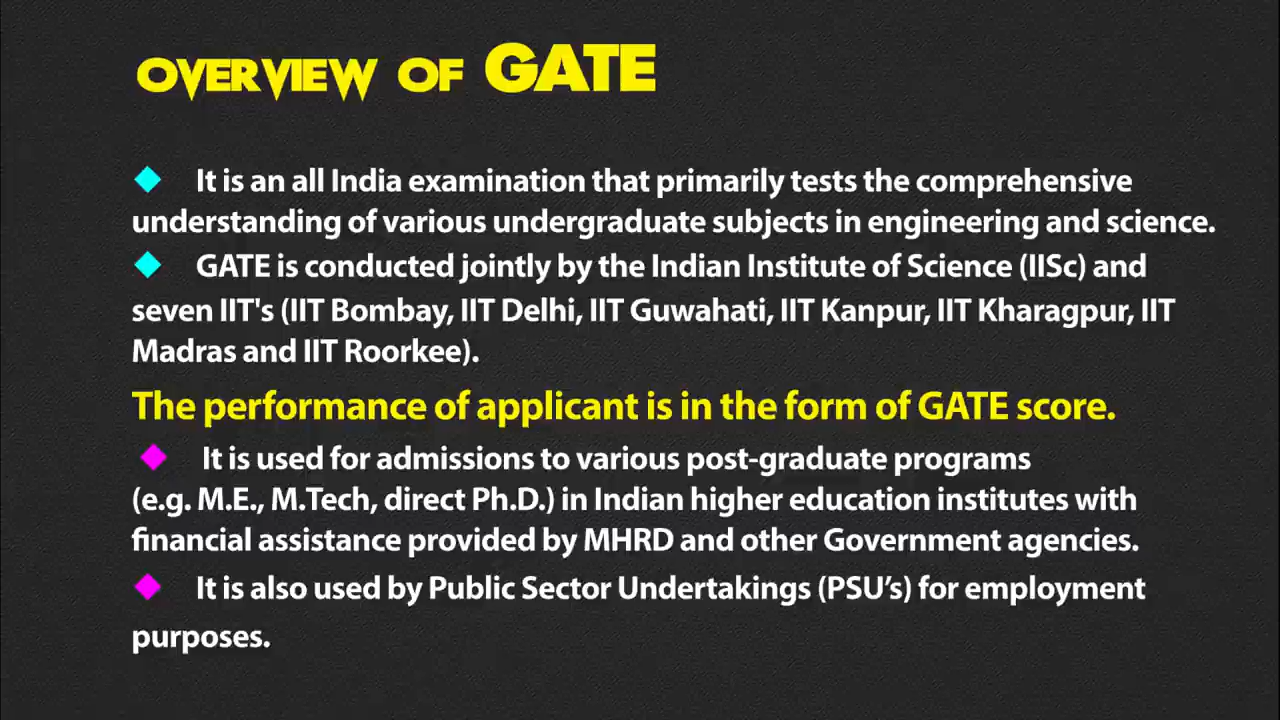 OVERVIEW OF GATE
It is an all India examination that primarily tests the comprehensive
understanding of various undergraduate subjects in engineering and science.
GATE is conducted jointly by the Indian Institute of Science (IISc) and
seven IIT's (IIT Bombay, IIT Delhi, IIT Guwahati, IIT Kanpur, IIT Kharagpur, IIT
Madras and IIT Roorkee).
The performance of applicant is in the form of GATE score.
It is used for admissions to various post-graduate programs
(e.g. M.E., M.Tech, direct Ph.D.) in Indian higher education institutes with
financial assistance provided by MHRD and other Government agencies.
It is also used by Public Sector Undertakings (PSU’s) for employment
purposes.